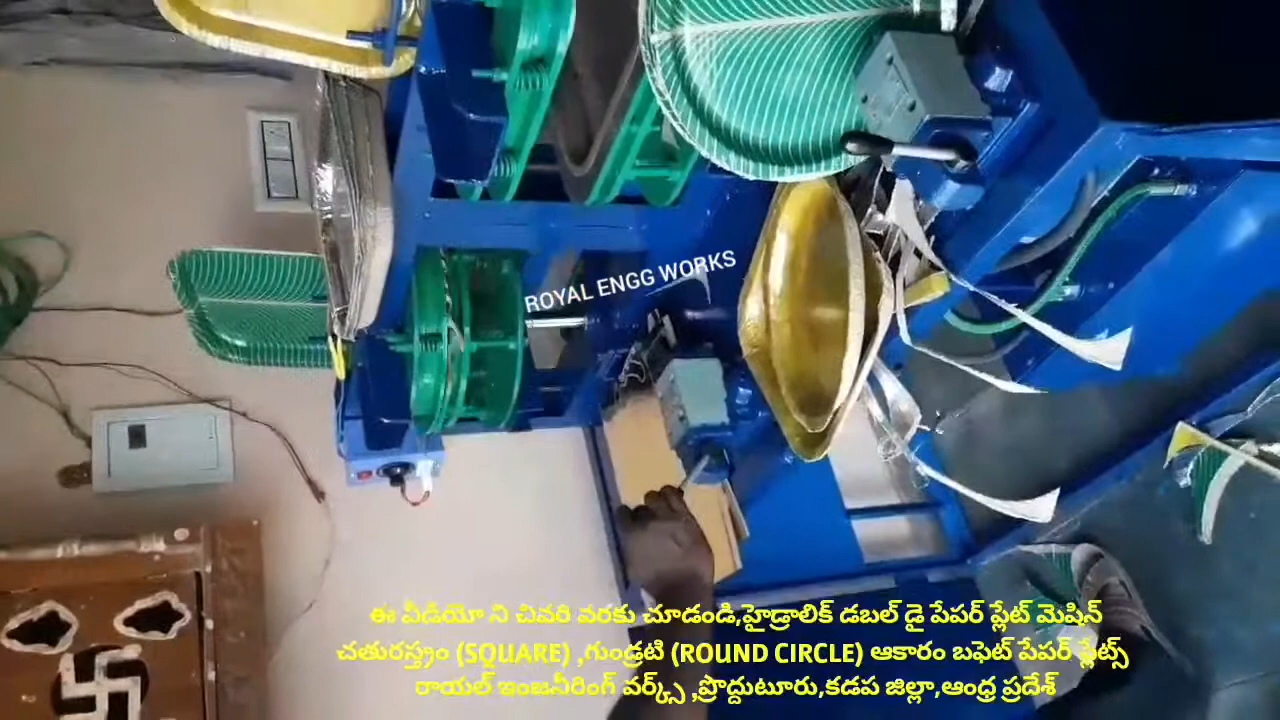 ROYAL ENGG WORKS
ఈ వీడియో ని చివరి వరకు చూడండి,హైడ్రాలిక్ డబల్ డై పేపర్ ప్లేట్ మెషిన్
చతురస్త్రం (SQUARE) ,గుండ్రటి (ROUND CIRCLE) ఆకారం బఫెట్ పేపర్ ప్లేట్స్
రాయల్ ఇంజనీరింగ్ వర్క్స్ ,ప్రొద్దుటూరు,కడప జిల్లా,ఆంధ్ర ప్రదేశ్